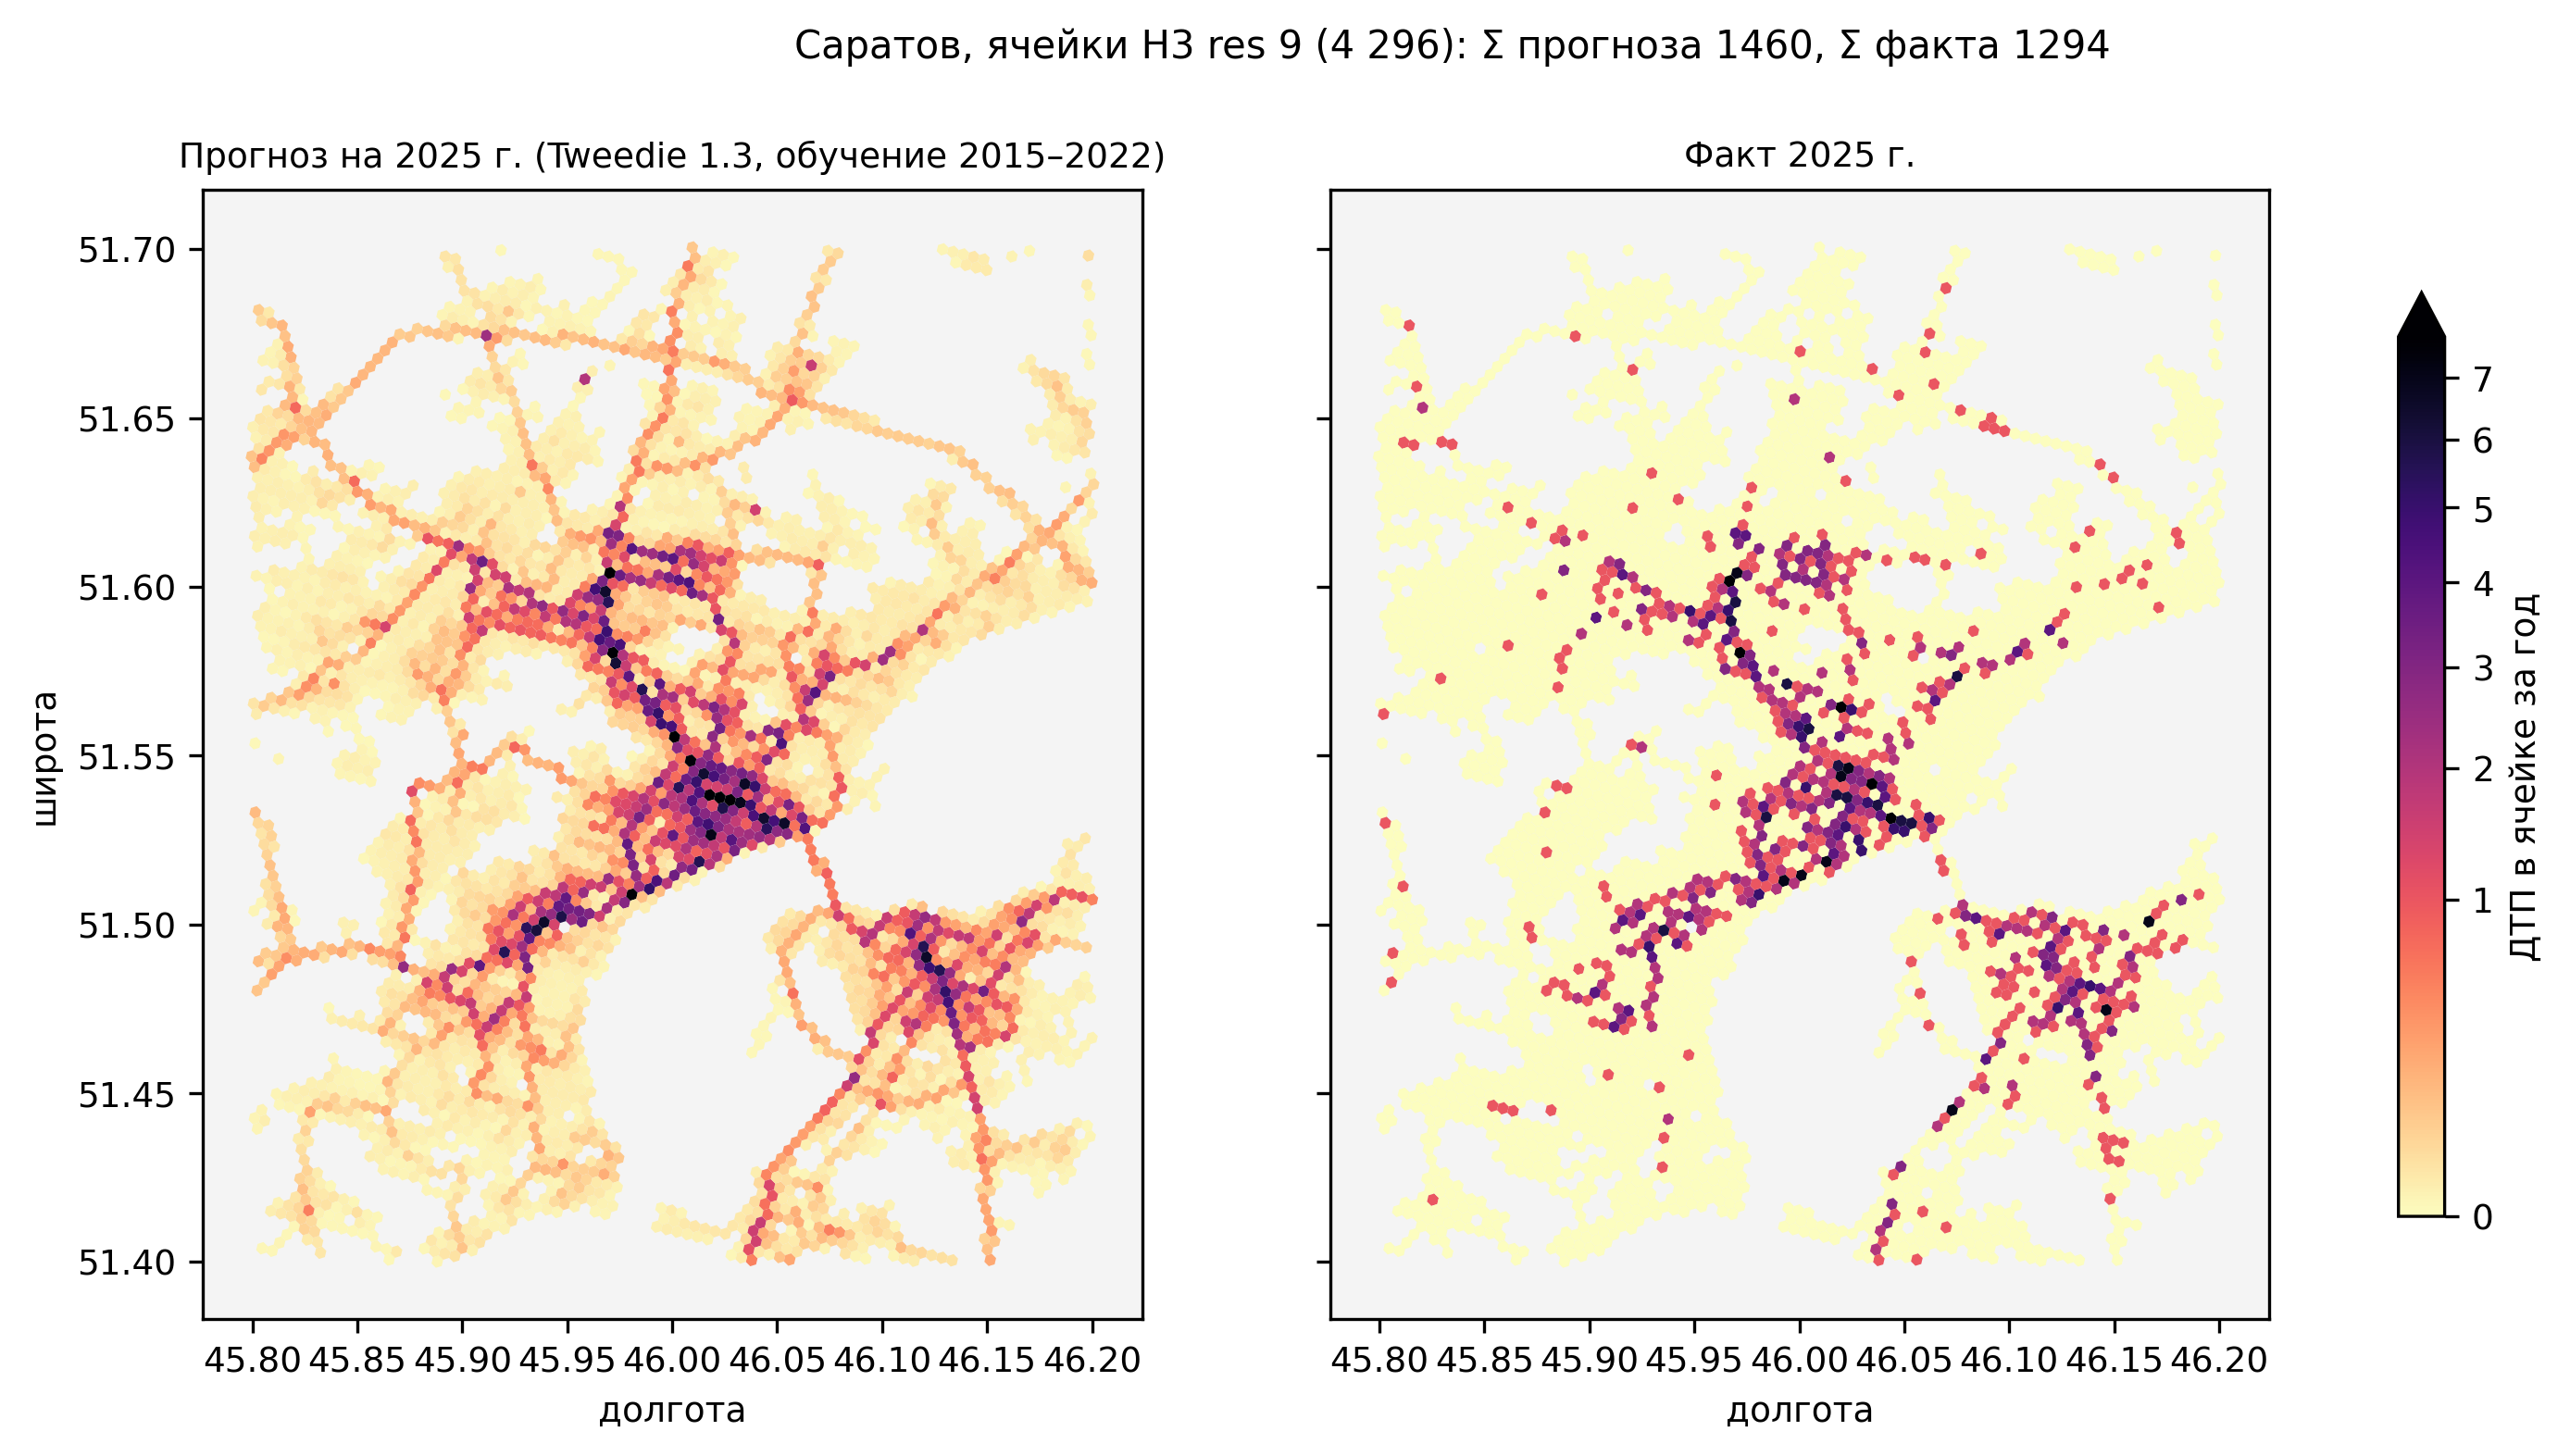 Саратов, ячейки H3 res 9 (4 296): Σ прогноза 1460, Σ факта 1294
Прогноз на 2025 г. (Tweedie 1.3, обучение 2015–2022)
Факт 2025 г.
широта
51.70
51.65
51.60
51.55
51.50
51.45
51.40
45.80 45.85 45.90 45.95 46.00 46.05 46.10 46.15 46.20
долгота
45.80 45.85 45.90 45.95 46.00 46.05 46.10 46.15 46.20
долгота
7
6
5
4
3
2
1
0
ДТП в ячейке за год